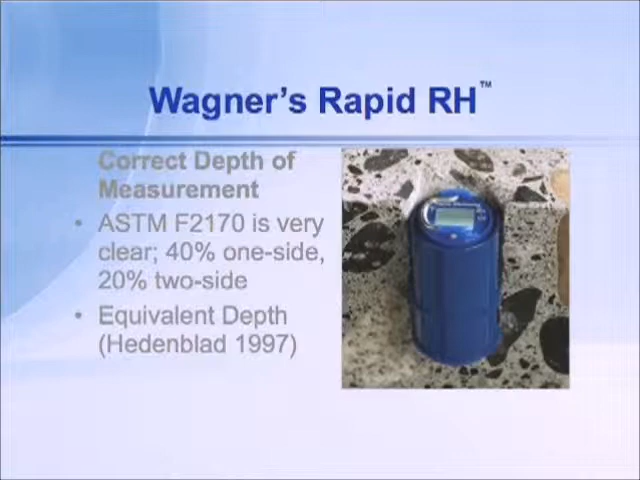 Wagner's Rapid RH™
Correct Depth of
Measurement
• ASTM F2170 is very
clear; 40% one-side,
20% two-side
• Equivalent Depth
(Hedenblad 1997)